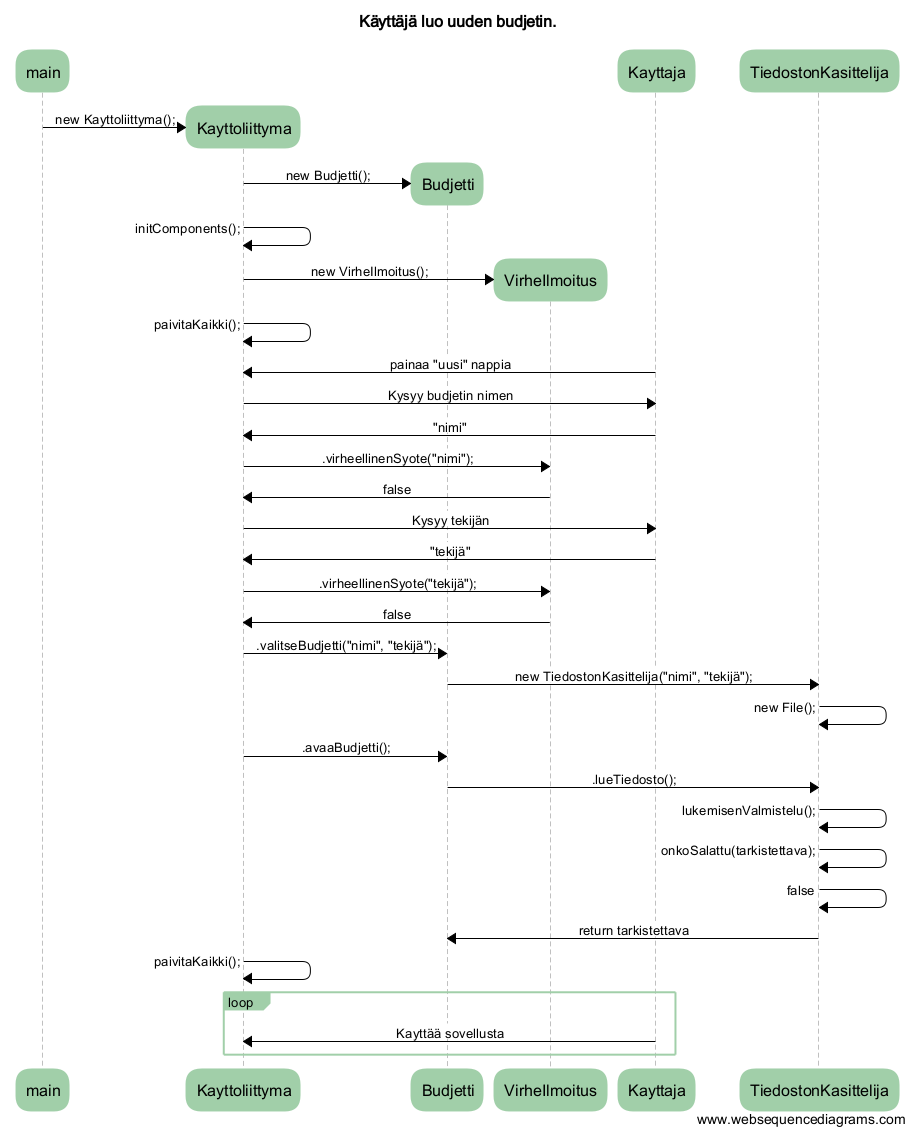 Käyttäjä luo uuden budjetin.
main
Kayttaja
TiedostonKasittelija
new Kayttoliittyma();
Kayttoliittyma
new Budjetti();
Budjetti
initComponents();
new VirheIlmoitus();
VirheIlmoitus
paivitaKaikki();
painaa "uusi" nappia
Kysyy budjetin nimen
"nimi"
.virheellinenSyote("nimi");
false
Kysyy tekijän
"tekijä"
.virheellinenSyote("tekijä");
false
.valitseBudjetti("nimi", "tekijä");
new TiedostonKasittelija("nimi", "tekijä");
new File();
.avaaBudjetti();
.lueTiedosto();
lukemisenValmistelu();
onkoSalattu(tarkistettava);
false
return tarkistettava
paivitaKaikki();
loop
Kayttää sovellusta
main
Kayttoliittyma
Budjetti
VirheIlmoitus
Kayttaja
TiedostonKasittelija
www.websequencediagrams.com